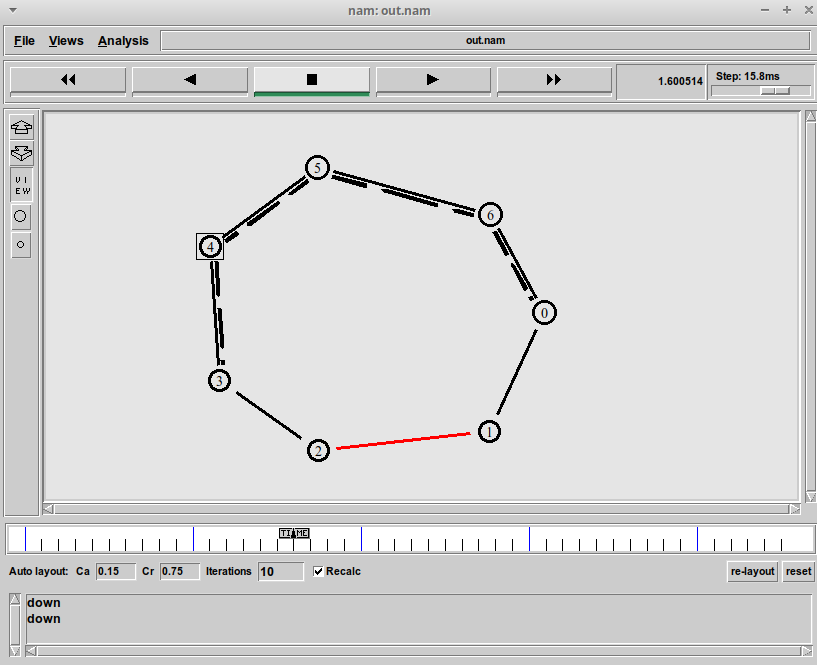 nam: out.nam
File Views Analysis out.nam
1.600514 Step: 15.8ms
V I
E W
5
6
4
0
3
1
2
TIME
Auto layout: Ca 0.15 Cr 0.75 Iterations 10 Recalc re-layout reset
down
down